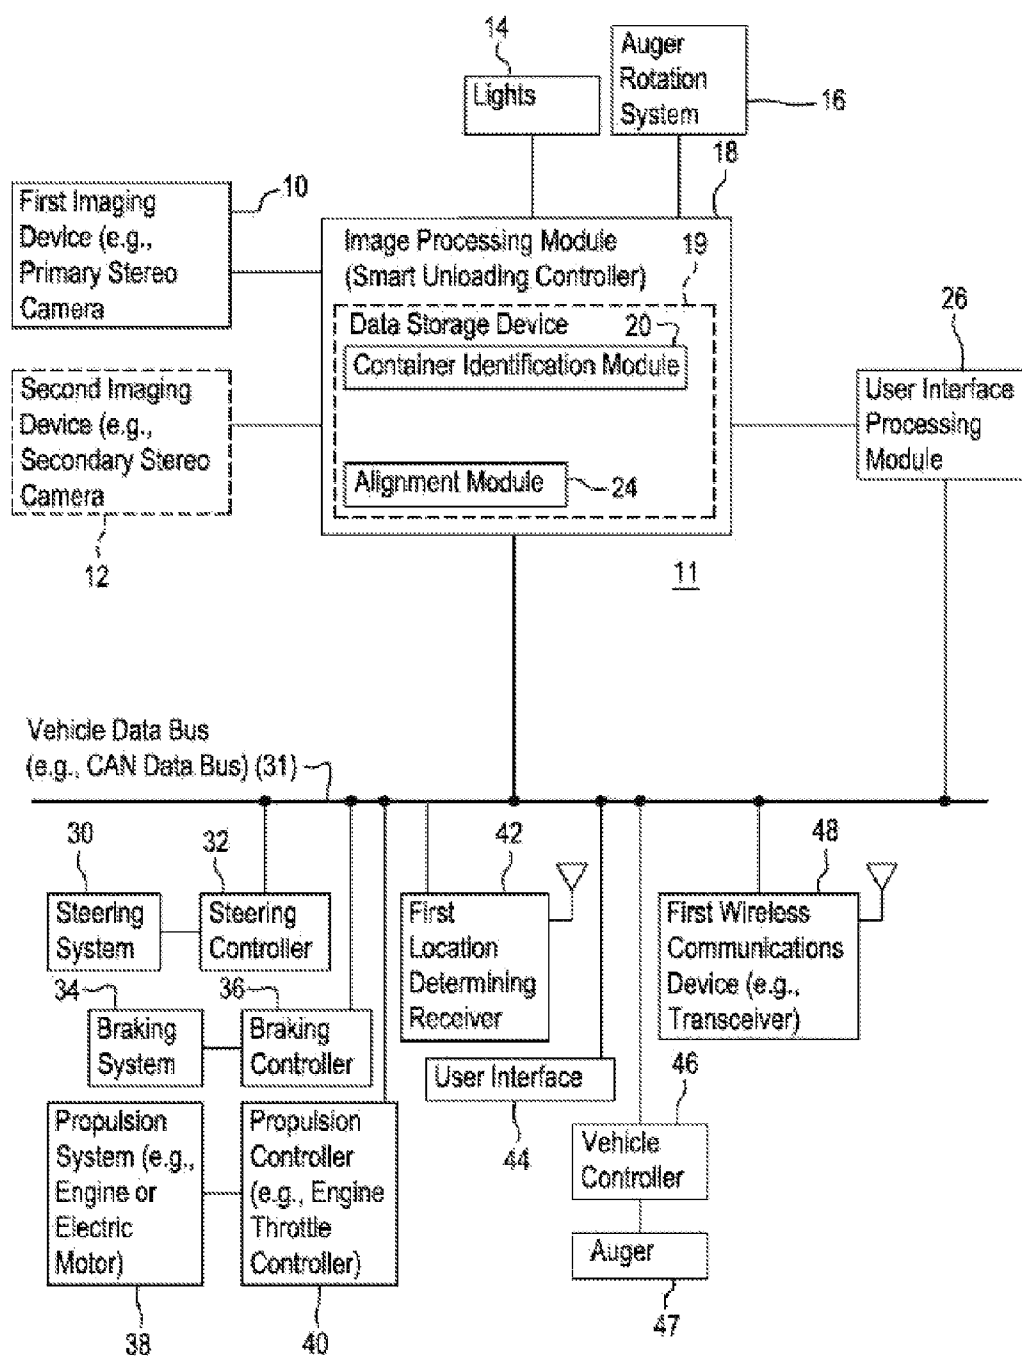 14
Lights
Auger
Rotation
System
16
18
10
First Imaging
Device (e.g.,
Primary Stereo
Camera
Image Processing Module
(Smart Unloading Controller)
19
Data Storage Device
20
Container Identification Module
26
User Interface
Processing
Module
Second Imaging
Device (e.g.,
Secondary Stereo
Camera
12
Alignment Module
24
11
Vehicle Data Bus
(e.g., CAN Data Bus) (31)
30
32
42
48
Steering
System
Steering
Controller
First
Location
Determining
Receiver
First Wireless
Communications
Device (e.g.,
Transceiver)
34
36
Braking
System
Braking
Controller
User Interface
44
46
Propulsion
System (e.g.,
Engine or
Electric
Motor)
Propulsion
Controller
(e.g., Engine
Throttle
Controller)
Vehicle
Controller
Auger
38
40
47